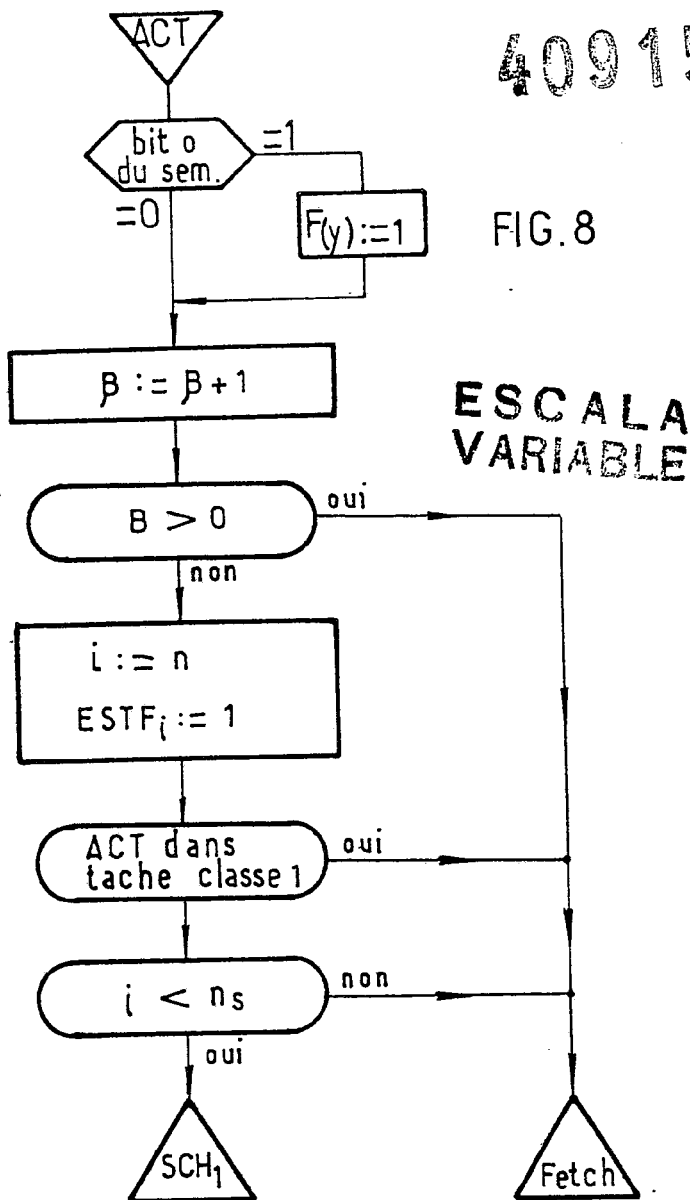 ACT
40915
bit o
du sem.
=1
=0
F(y):=1
FIG.8
β := β+1
ESCALA
VARIABLE
B > 0
oui
non
i := n
ESTFi := 1
ACT dans
tache classe 1
oui
i < ns
non
oui
SCH1
Fetch